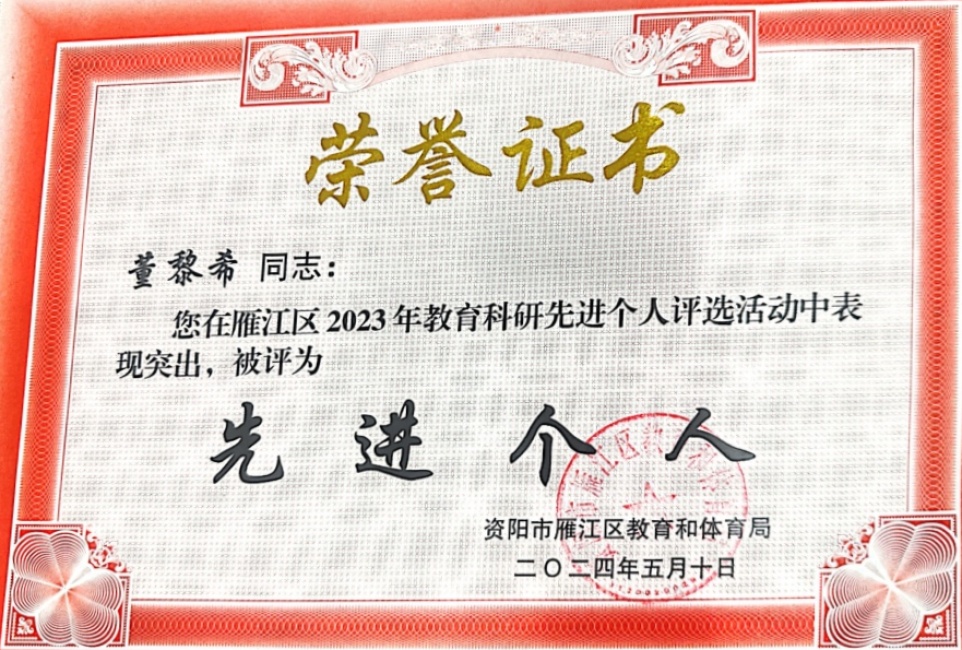 荣誉证书
董黎希 同志：
您在雁江区2023年教育科研先进个人评选活动中表
现突出，被评为
先进个人
资阳市雁江区教育和体育局
二〇二四年五月十日